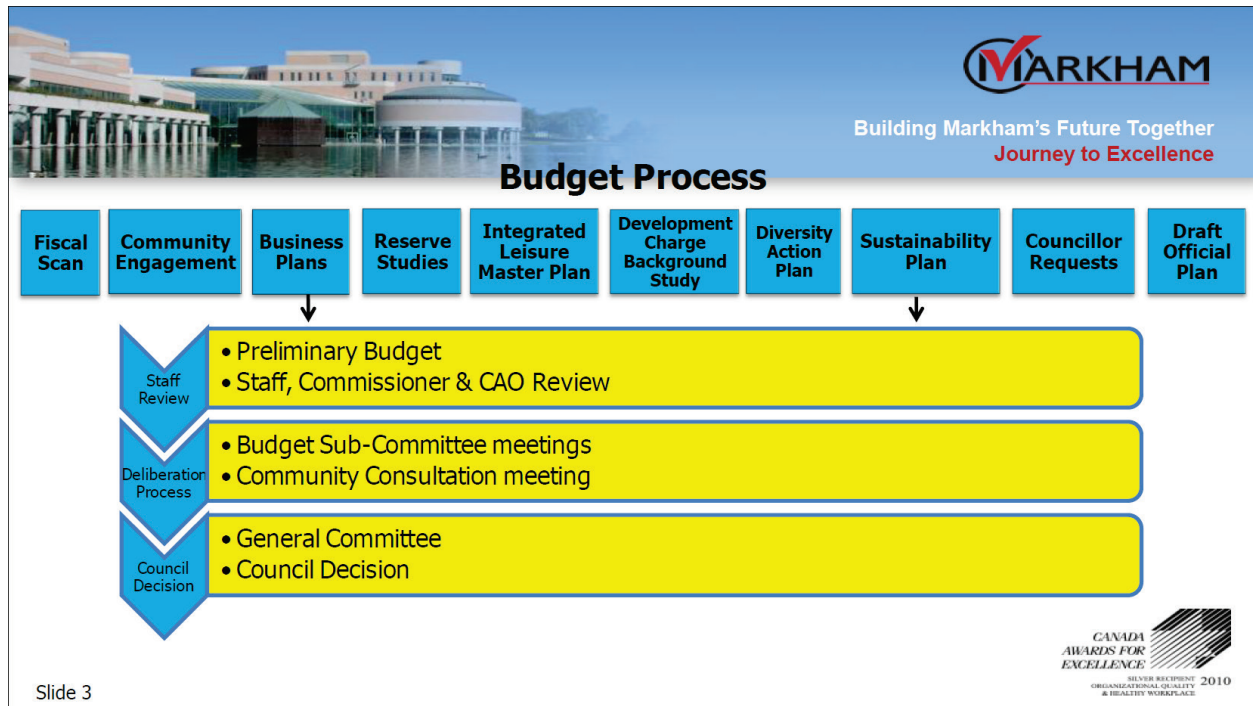 MARKHAM
Building Markham's Future Together
Journey to Excellence
Budget Process
Fiscal
Scan
Community
Engagement
Business
Plans
Reserve
Studies
Integrated
Leisure
Master Plan
Development
Charge
Background
Study
Diversity
Action
Plan
Sustainability
Plan
Councillor
Requests
Draft
Official
Plan
Staff
Review
• Preliminary Budget
• Staff, Commissioner & CAO Review
Deliberation
Process
• Budget Sub-Committee meetings
• Community Consultation meeting
Council
Decision
• General Committee
• Council Decision
CANADA
AWARDS FOR
EXCELLENCE
SILVER RECIPIENT
ORGANIZATIONAL QUALITY
& HEALTHY WORKPLACE
2010
Slide 3